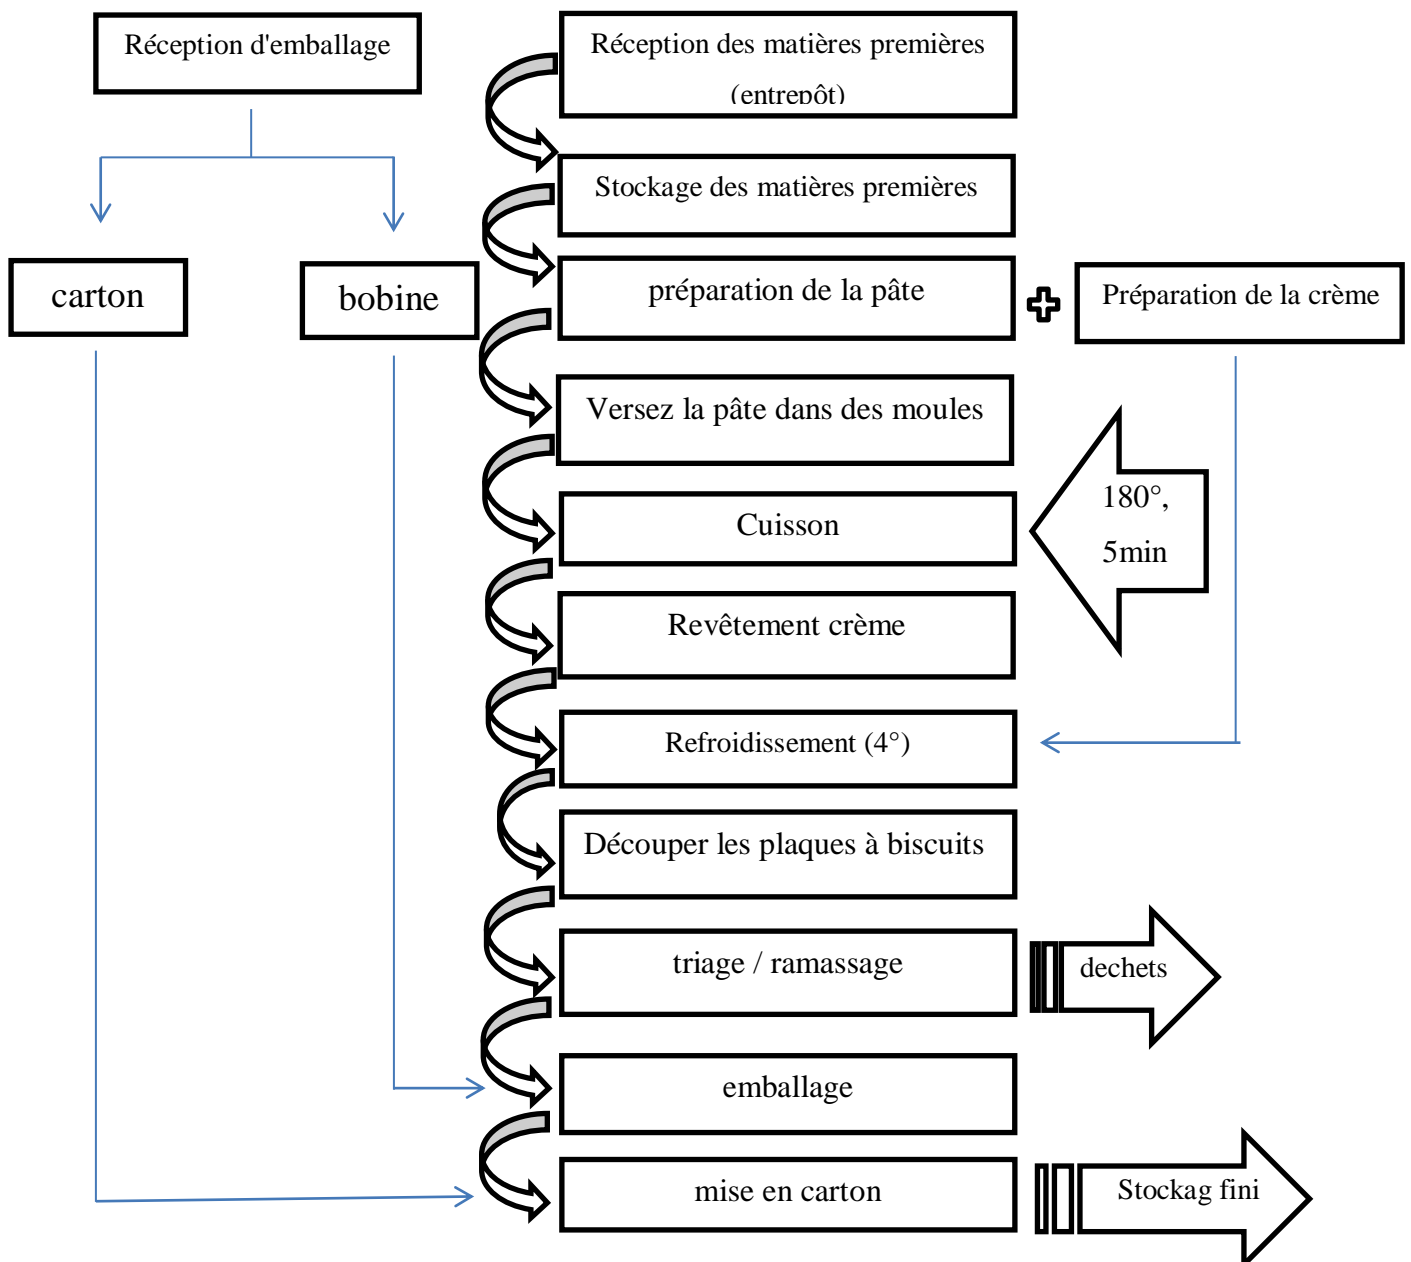 Réception d'emballage
Réception des matières premières
(entrepôt)
Stockage des matières premières
carton
bobine
préparation de la pâte
Préparation de la crème
Versez la pâte dans des moules
180°,
5min
Cuisson
Revêtement crème
Refroidissement (4°)
Découper les plaques à biscuits
triage / ramassage
dechets
emballage
mise en carton
Stockag fini